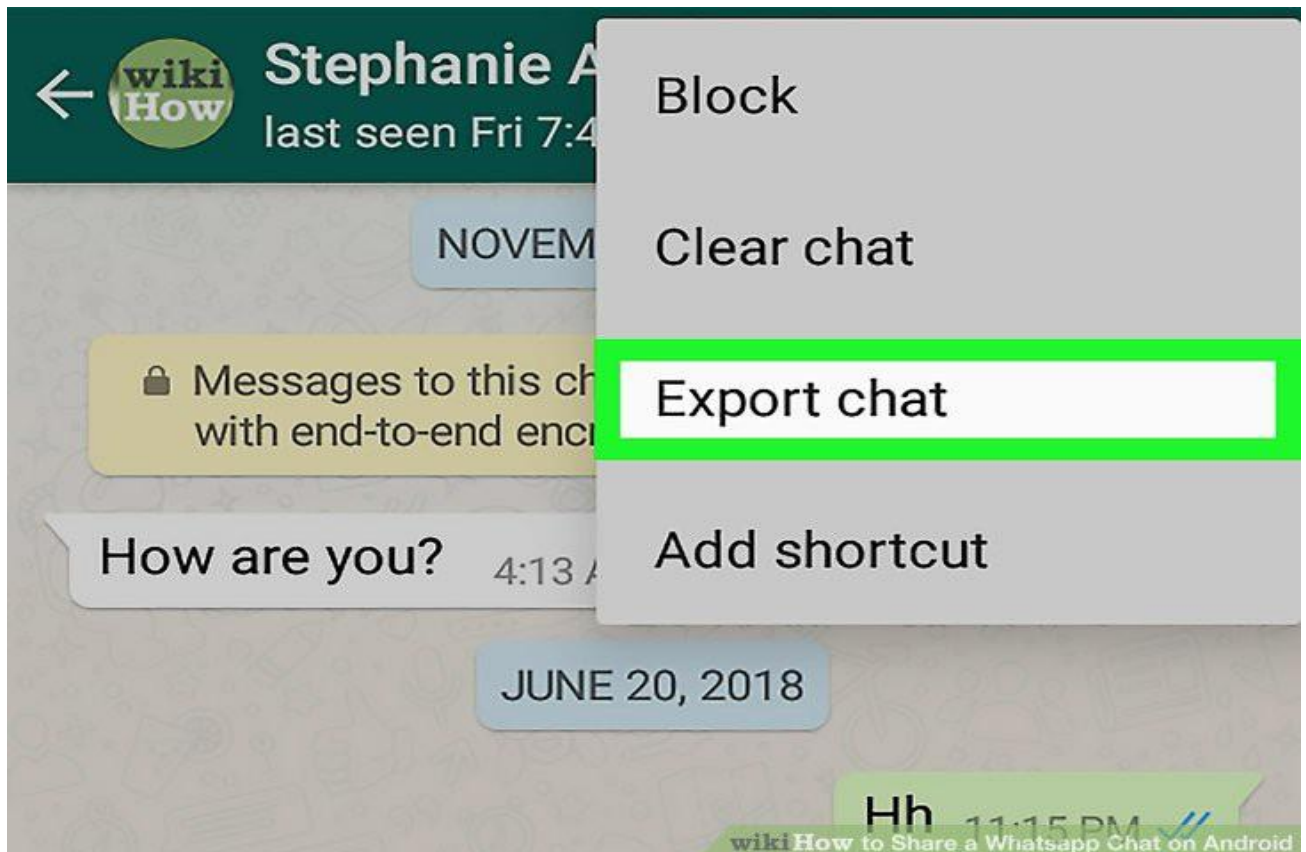 wiki
How
Stephanie A
last seen Fri 7:4
Block
NOVEM
Clear chat
Messages to this ch
with end-to-end encr
Export chat
How are you? 4:13 A
Add shortcut
JUNE 20, 2018
Hh 11:15 PM
wikiHow to Share a Whatsapp Chat on Android